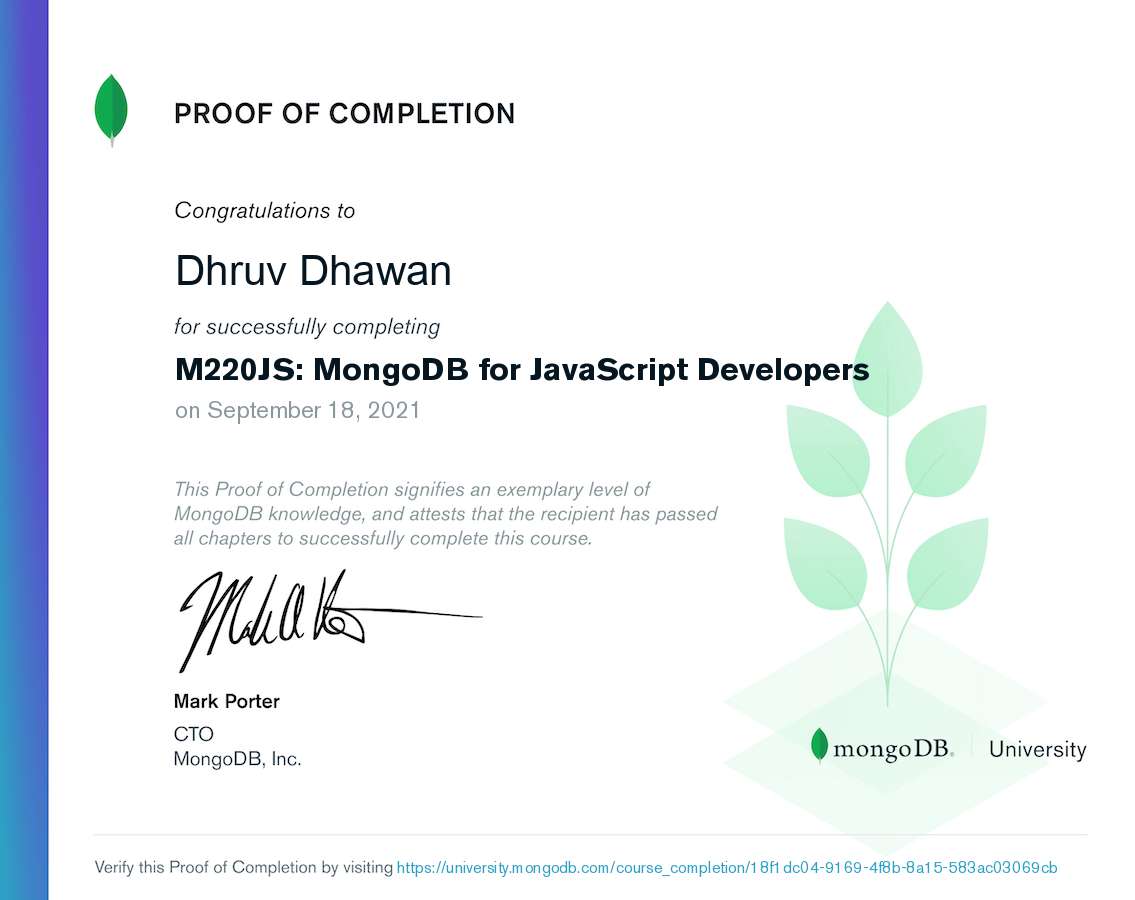 PROOF OF COMPLETION
Congratulations to
Dhruv Dhawan
for successfully completing
M220JS: MongoDB for JavaScript Developers
on September 18, 2021
This Proof of Completion signifies an exemplary level of
MongoDB knowledge, and attests that the recipient has passed
all chapters to successfully complete this course.
Mark Porter
CTO
MongoDB, Inc.
mongoDB. University
Verify this Proof of Completion by visiting https://university.mongodb.com/course_completion/18f1dc04-9169-4f8b-8a15-583ac03069cb